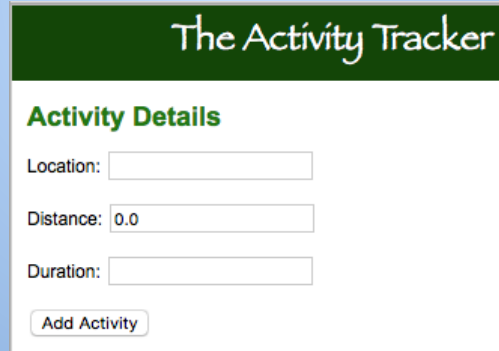 The Activity Tracker
Activity Details
Location:
Distance: 0.0
Duration:
Add Activity